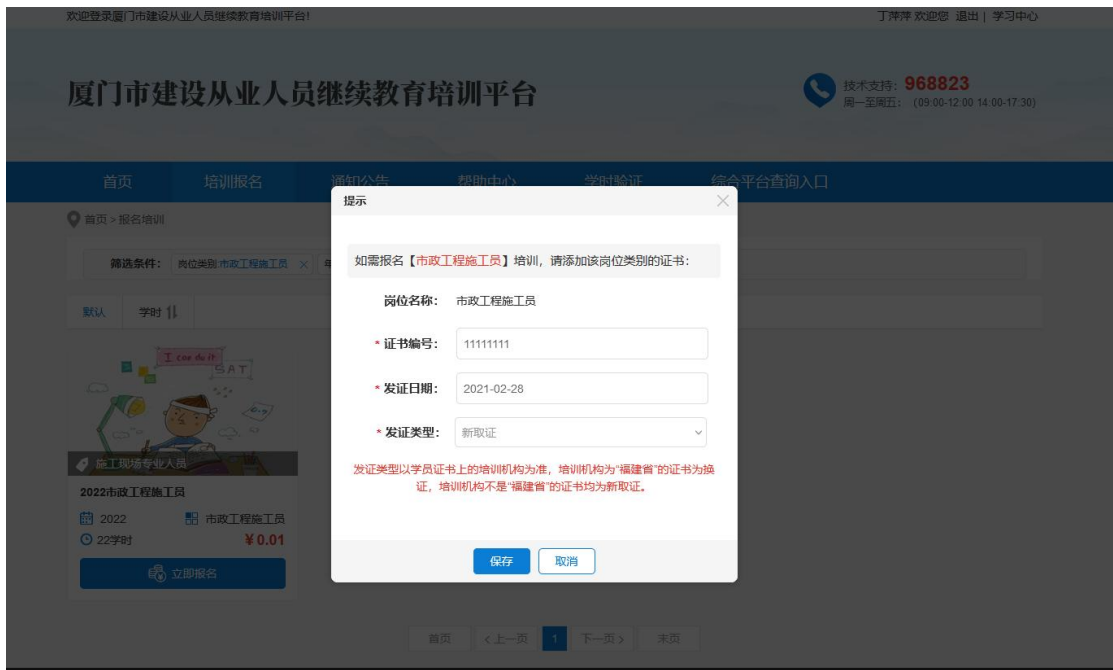 欢迎登录厦门市建设从业人员继续教育培训平台!
丁萍萍 欢迎您 退出 | 学习中心
厦门市建设从业人员继续教育培训平台
技术支持：968823
周一至周五： (09:00-12:00 14:00-17:30)
首页 培训报名 通知公告 帮助中心 学时验证 综合平台查询入口
首页 > 报名培训
筛选条件： 岗位类别:市政工程施工员 × 年
默认 学时
提示
如需报名【市政工程施工员】培训，请添加该岗位类别的证书：
岗位名称： 市政工程施工员
* 证书编号： 11111111
* 发证日期： 2021-02-28
* 发证类型： 新取证
发证类型以学员证书上的培训机构为准，培训机构为“福建省”的证书为换
证，培训机构不是“福建省”的证书均为新取证。
保存 取消
I can do it
SAT
施工现场专业人员
2022市政工程施工员
2022 市政工程施工员
22学时 ¥0.01
立即报名
首页 <上一页 1 下一页> 末页